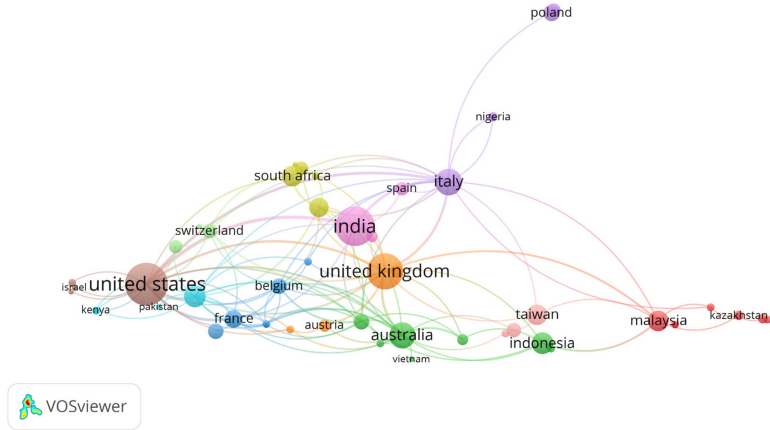 poland
nigeria
south africa
italy
spain
india
switzerland
united kingdom
israel
united states
belgium
kenya
pakistan
france
austria
australia
taiwan
malaysia
kazakhstan
indonesia
vietnam
VOSviewer